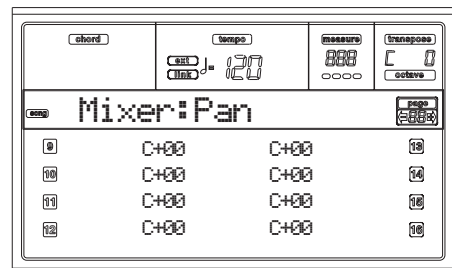 chord tempo measure transpose
ext link = 120 888 C 0
octave
song Mixer:Pan page
88
9 C+00 C+00 13
10 C+00 C+00 14
11 C+00 C+00 15
12 C+00 C+00 16